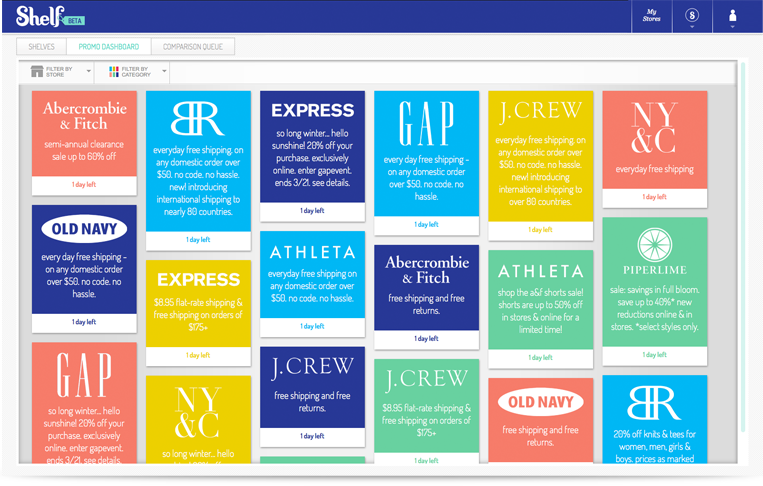 Shelf BETA
My Stores
SHELVES
PROMO DASHBOARD
COMPARISON QUEUE
FILTER BY
STORE
FILTER BY
CATEGORY
Abercrombie
& Fitch
semi-annual clearance
sale up to 60% off
1 day left
OLD NAVY
every day free shipping -
on any domestic order
over $50. no code. no
hassle.
1 day left
GAP
so long winter... hello
sunshine! 20% off your
purchase. exclusively
online. enter gapevent.
ends 3/21. see details.
BR
everyday free shipping. on
any domestic order over
$50. no code. no hassle.
new! introducing
international shipping to
nearly 80 countries.
1 day left
EXPRESS
$8.95 flat-rate shipping &
free shipping on orders of
$175+
1 day left
NY
&C
so long winter... hello
EXPRESS
so long winter... hello
sunshine! 20% off your
purchase. exclusively
online. enter gapevent.
ends 3/21. see details.
1 day left
ATHLETA
everyday free shipping on
any domestic order over
$50. no code. no hassle.
1 day left
J.CREW
free shipping and free
returns.
1 day left
GAP
every day free shipping -
on any domestic order
over $50. no code. no
hassle.
1 day left
Abercrombie
& Fitch
free shipping and free
returns.
1 day left
J.CREW
$8.95 flat-rate shipping &
free shipping on orders of
$175+
1 day left
J.CREW
everyday free shipping. on
any domestic order over
$50. no code. no hassle.
new! introducing
international shipping to
over 80 countries.
1 day left
ATHLETA
shop the a&f shorts sale!
shorts are up to 50% off
in stores & online for a
limited time!
1 day left
OLD NAVY
free shipping and free
returns.
NY
&C
everyday free shipping
1 day left
PIPERLIME
sale: savings in full bloom.
save up to 40%* new
reductions online & in
stores. *select styles only.
1 day left
BR
20% off knits & tees for
women, men, girls &
boys. prices as marked